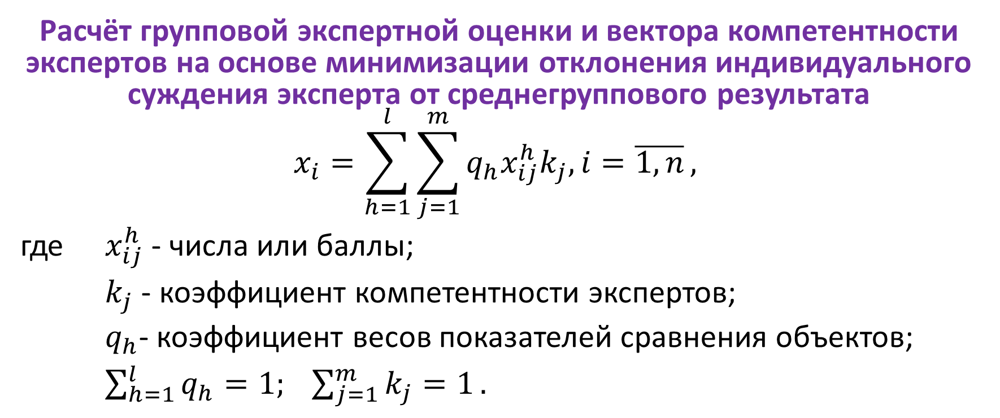 Расчёт групповой экспертной оценки и вектора компетентности
экспертов на основе минимизации отклонения индивидуального
суждения эксперта от среднегруппового результата
$x_i = \sum_{h=1}^{l} \sum_{j=1}^{m} q_h x_{ij}^h k_j, i = \overline{1,n},$
где $x_{ij}^h$ - числа или баллы;
$k_j$ - коэффициент компетентности экспертов;
$q_h$- коэффициент весов показателей сравнения объектов;
$\sum_{h=1}^{l} q_h = 1; \sum_{j=1}^{m} k_j = 1.$